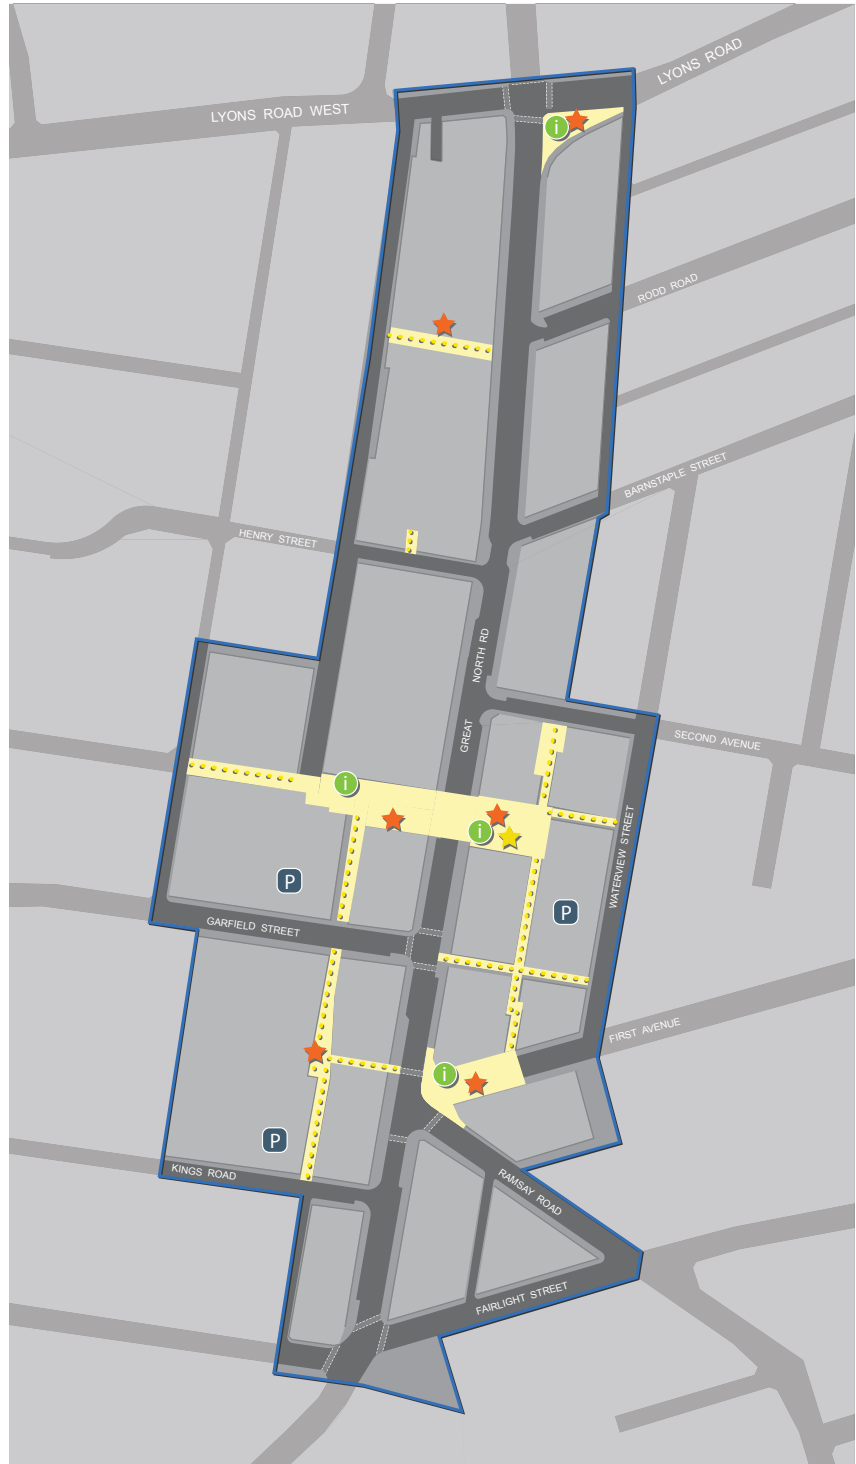 LYONS ROAD
LYONS ROAD WEST
i
RODD ROAD
BARNSTAPLE STREET
HENRY STREET
NORTH RD
GREAT
SECOND AVENUE
i
i
WATERVIEW STREET
P
P
GARFIELD STREET
FIRST AVENUE
i
P
KINGS ROAD
RAMSAY ROAD
FAIRLIGHT STREET